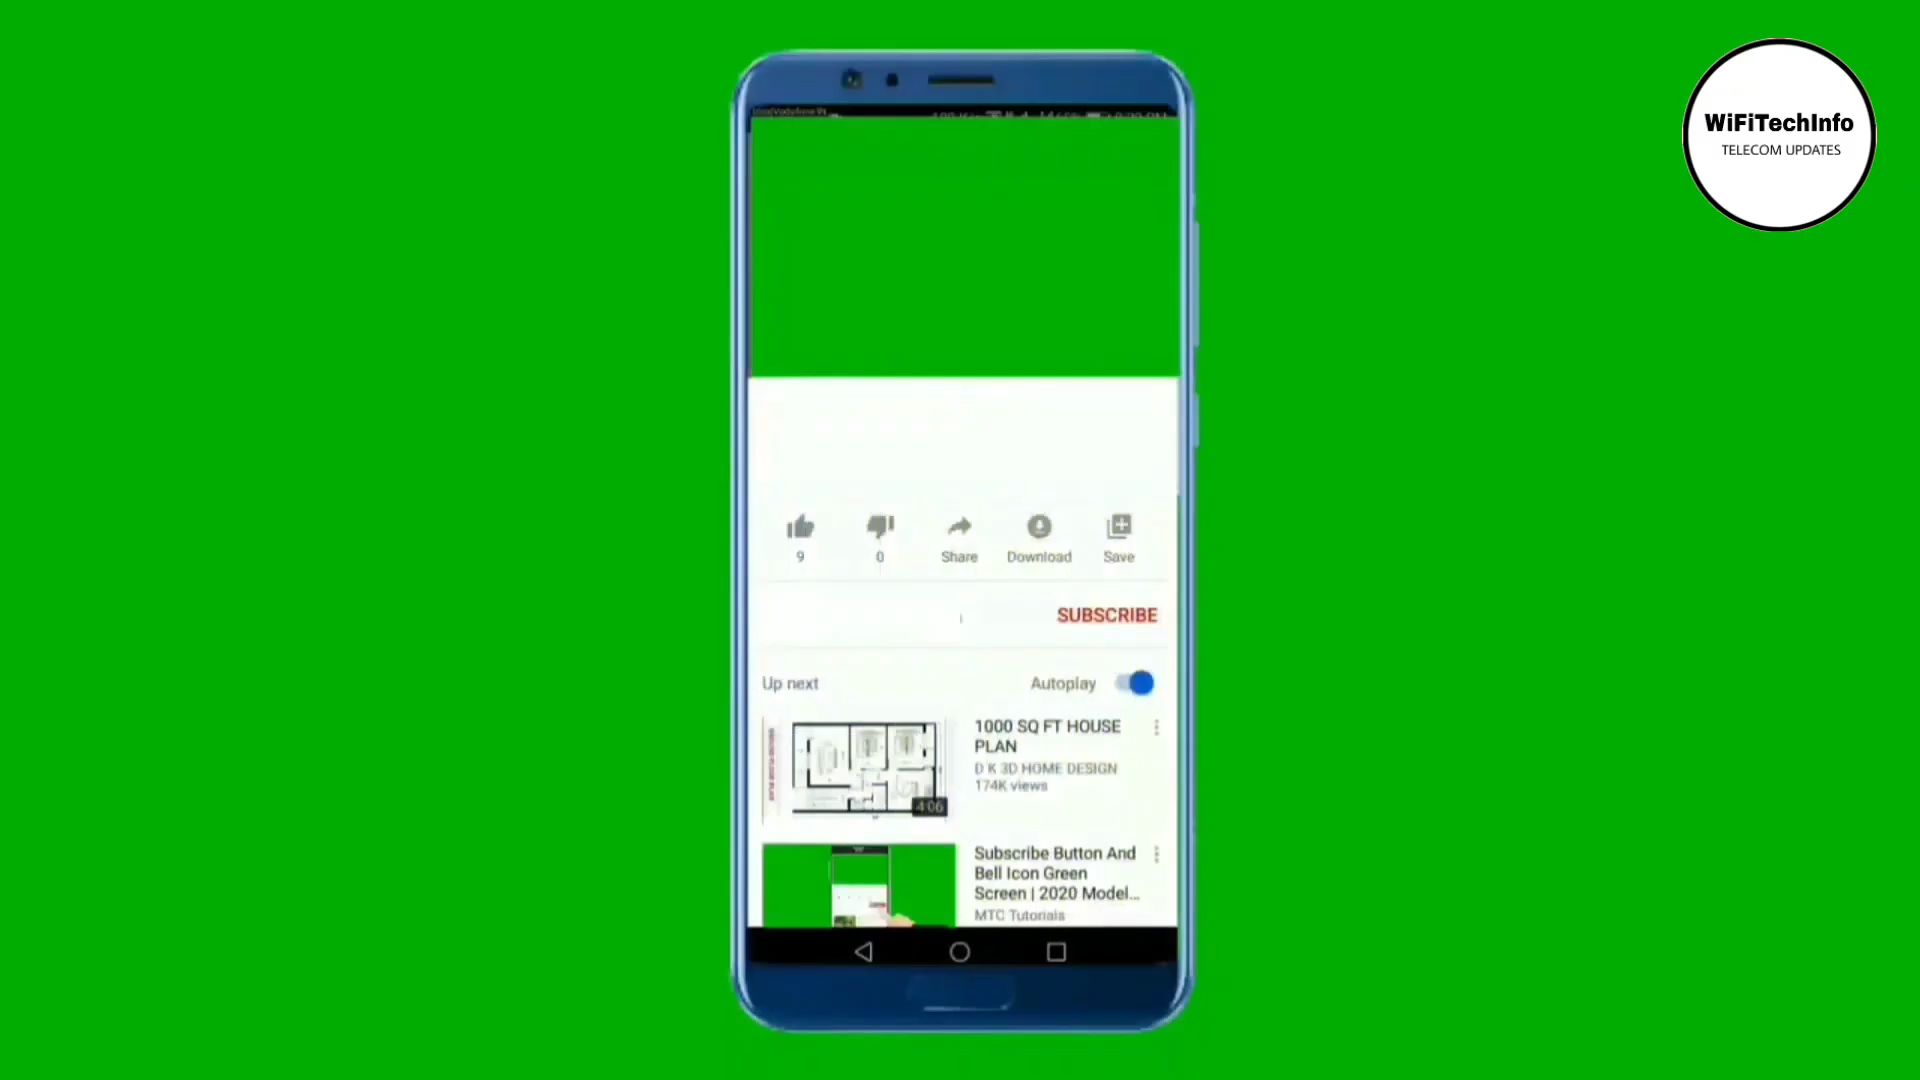 WiFiTechInfo
TELECOM UPDATES
9
0
Share
Download
Save
SUBSCRIBE
Up next
Autoplay
1000 SQ FT HOUSE
PLAN
D K 3D HOME DESIGN
174K views
4:06
Subscribe Button And
Bell Icon Green
Screen | 2020 Model...
MTC Tutorials